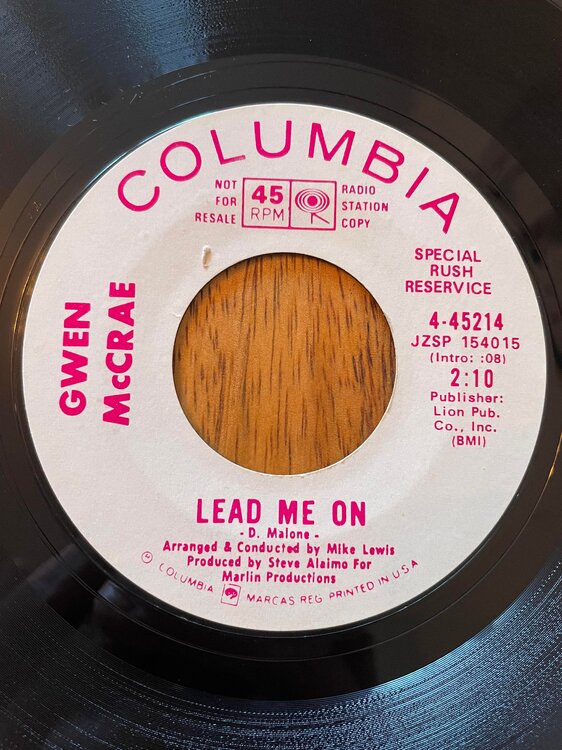 COLUMBIA
NOT
FOR
RESALE
45
RPM
RADIO
STATION
COPY
SPECIAL
RUSH
RESERVICE
GWEN
McCRAE
4-45214
JZSP 154015
(Intro: :08)
2:10
Publisher:
Lion Pub.
Co., Inc.
(BMI)
LEAD ME ON
- D. Malone -
Arranged & Conducted by Mike Lewis
Produced by Steve Alaimo For
Marlin Productions
COLUMBIA MARCAS REG PRINTED IN U.S.A